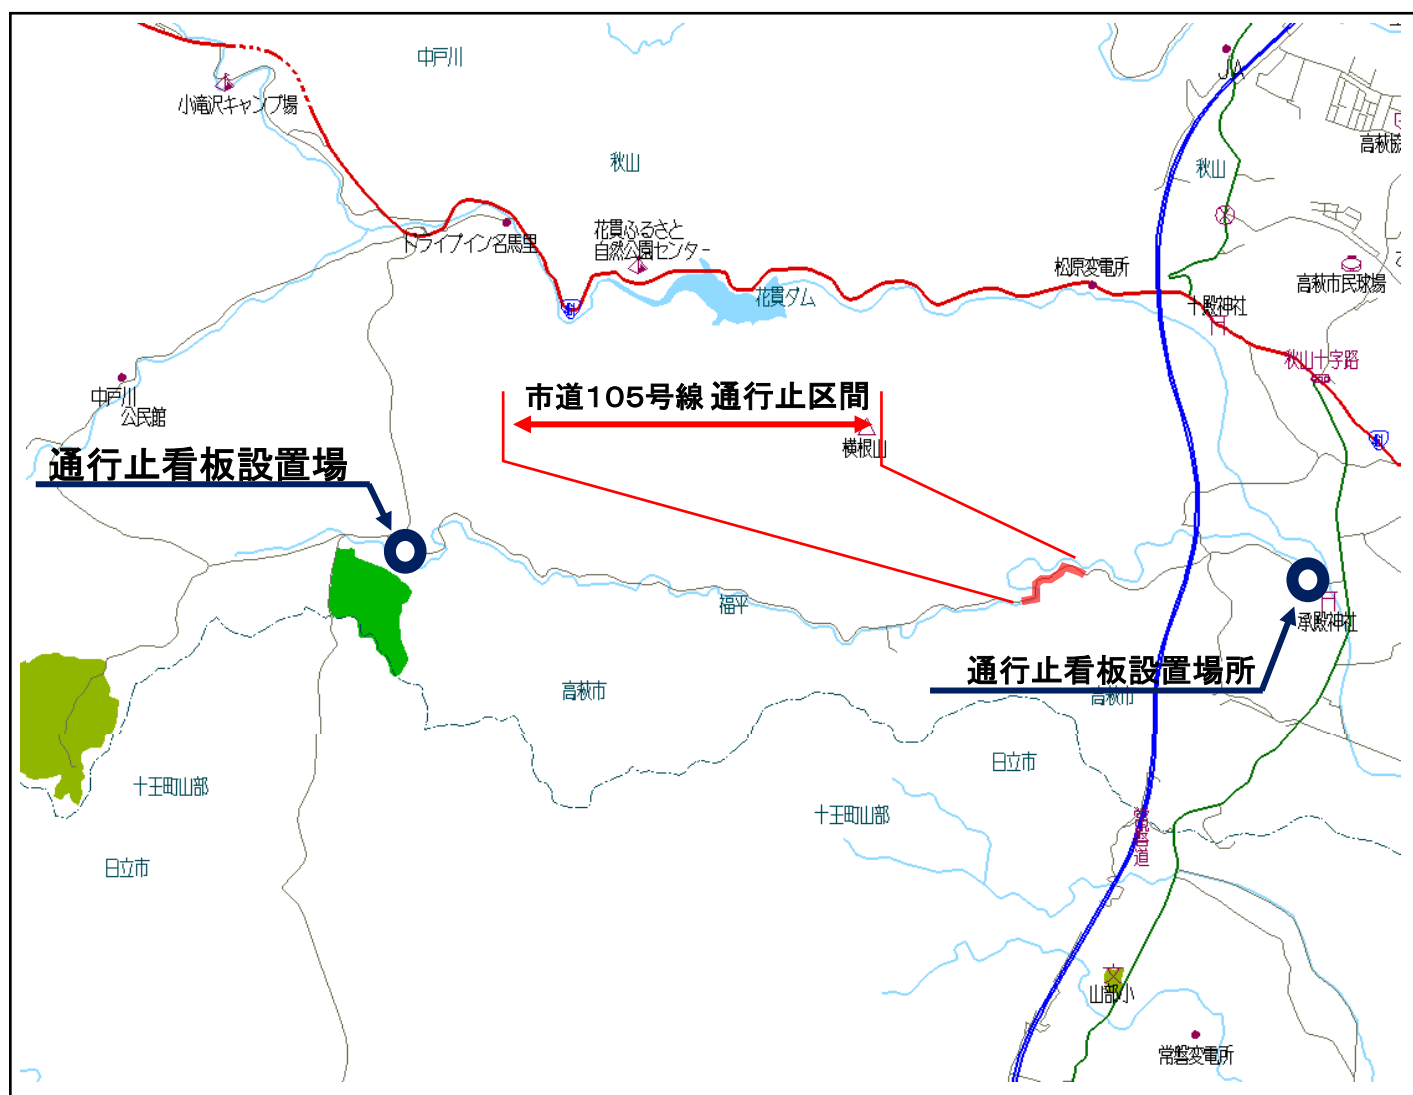 中戸川
JA
小滝沢キャンプ場
秋山
秋山
花貫ふるさと
自然公園センター
ドライブイン名馬里
松原変電所
高萩市民球場
花貫ダム
十殿神社
秋山十字路
中戸川
公民館
市道105号線 通行止区間
横根山
通行止看板設置場
福平
承殿神社
通行止看板設置場所
高萩市
高萩市
日立市
十王町山部
十王町山部
常磐道
日立市
山部小
常磐変電所